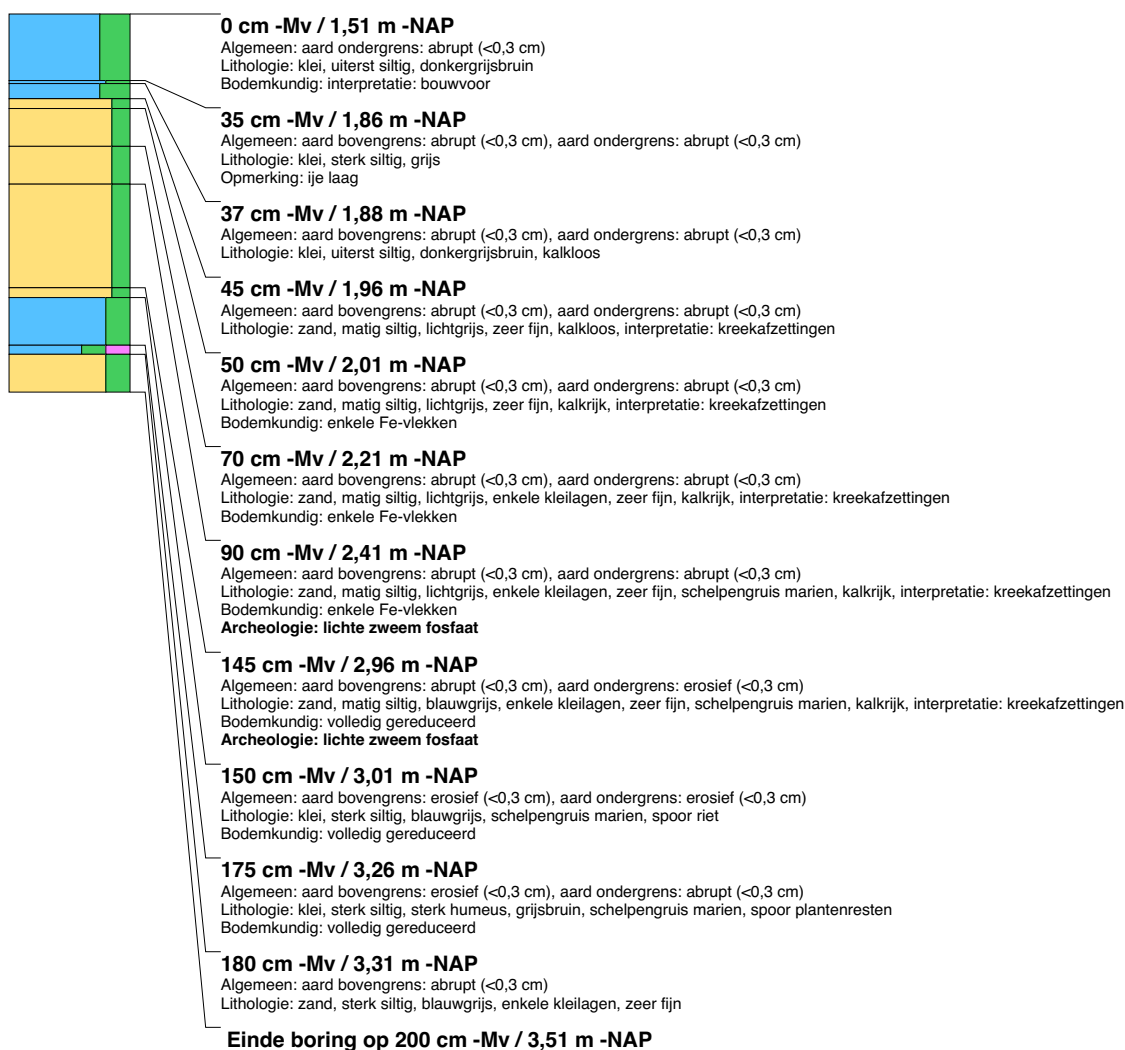 0 cm -Mv / 1,51 m -NAP
Algemeen: aard ondergrens: abrupt (<0,3 cm)
Lithologie: klei, uiterst siltig, donkergrijsbruin
Bodemkundig: interpretatie: bouwvoor
35 cm -Mv / 1,86 m -NAP
Algemeen: aard bovengrens: abrupt (<0,3 cm), aard ondergrens: abrupt (<0,3 cm)
Lithologie: klei, sterk siltig, grijs
Opmerking: ije laag
37 cm -Mv / 1,88 m -NAP
Algemeen: aard bovengrens: abrupt (<0,3 cm), aard ondergrens: abrupt (<0,3 cm)
Lithologie: klei, uiterst siltig, donkergrijsbruin, kalkloos
45 cm -Mv / 1,96 m -NAP
Algemeen: aard bovengrens: abrupt (<0,3 cm), aard ondergrens: abrupt (<0,3 cm)
Lithologie: zand, matig siltig, lichtgrijs, zeer fijn, kalkloos, interpretatie: kreekafzettingen
50 cm -Mv / 2,01 m -NAP
Algemeen: aard bovengrens: abrupt (<0,3 cm), aard ondergrens: abrupt (<0,3 cm)
Lithologie: zand, matig siltig, lichtgrijs, zeer fijn, kalkrijk, interpretatie: kreekafzettingen
Bodemkundig: enkele Fe-vlekken
70 cm -Mv / 2,21 m -NAP
Algemeen: aard bovengrens: abrupt (<0,3 cm), aard ondergrens: abrupt (<0,3 cm)
Lithologie: zand, matig siltig, lichtgrijs, enkele kleilagen, zeer fijn, kalkrijk, interpretatie: kreekafzettingen
Bodemkundig: enkele Fe-vlekken
90 cm -Mv / 2,41 m -NAP
Algemeen: aard bovengrens: abrupt (<0,3 cm), aard ondergrens: abrupt (<0,3 cm)
Lithologie: zand, matig siltig, lichtgrijs, enkele kleilagen, zeer fijn, schelpengruis marien, kalkrijk, interpretatie: kreekafzettingen
Bodemkundig: enkele Fe-vlekken
Archeologie: lichte zweem fosfaat
145 cm -Mv / 2,96 m -NAP
Algemeen: aard bovengrens: abrupt (<0,3 cm), aard ondergrens: erosief (<0,3 cm)
Lithologie: zand, matig siltig, blauwgrijs, enkele kleilagen, zeer fijn, schelpengruis marien, kalkrijk, interpretatie: kreekafzettingen
Bodemkundig: volledig gereduceerd
Archeologie: lichte zweem fosfaat
150 cm -Mv / 3,01 m -NAP
Algemeen: aard bovengrens: erosief (<0,3 cm), aard ondergrens: erosief (<0,3 cm)
Lithologie: klei, sterk siltig, blauwgrijs, schelpengruis marien, spoor riet
Bodemkundig: volledig gereduceerd
175 cm -Mv / 3,26 m -NAP
Algemeen: aard bovengrens: erosief (<0,3 cm), aard ondergrens: abrupt (<0,3 cm)
Lithologie: klei, sterk siltig, sterk humeus, grijsbruin, schelpengruis marien, spoor plantenresten
Bodemkundig: volledig gereduceerd
180 cm -Mv / 3,31 m -NAP
Algemeen: aard bovengrens: abrupt (<0,3 cm)
Lithologie: zand, sterk siltig, blauwgrijs, enkele kleilagen, zeer fijn
Einde boring op 200 cm -Mv / 3,51 m -NAP